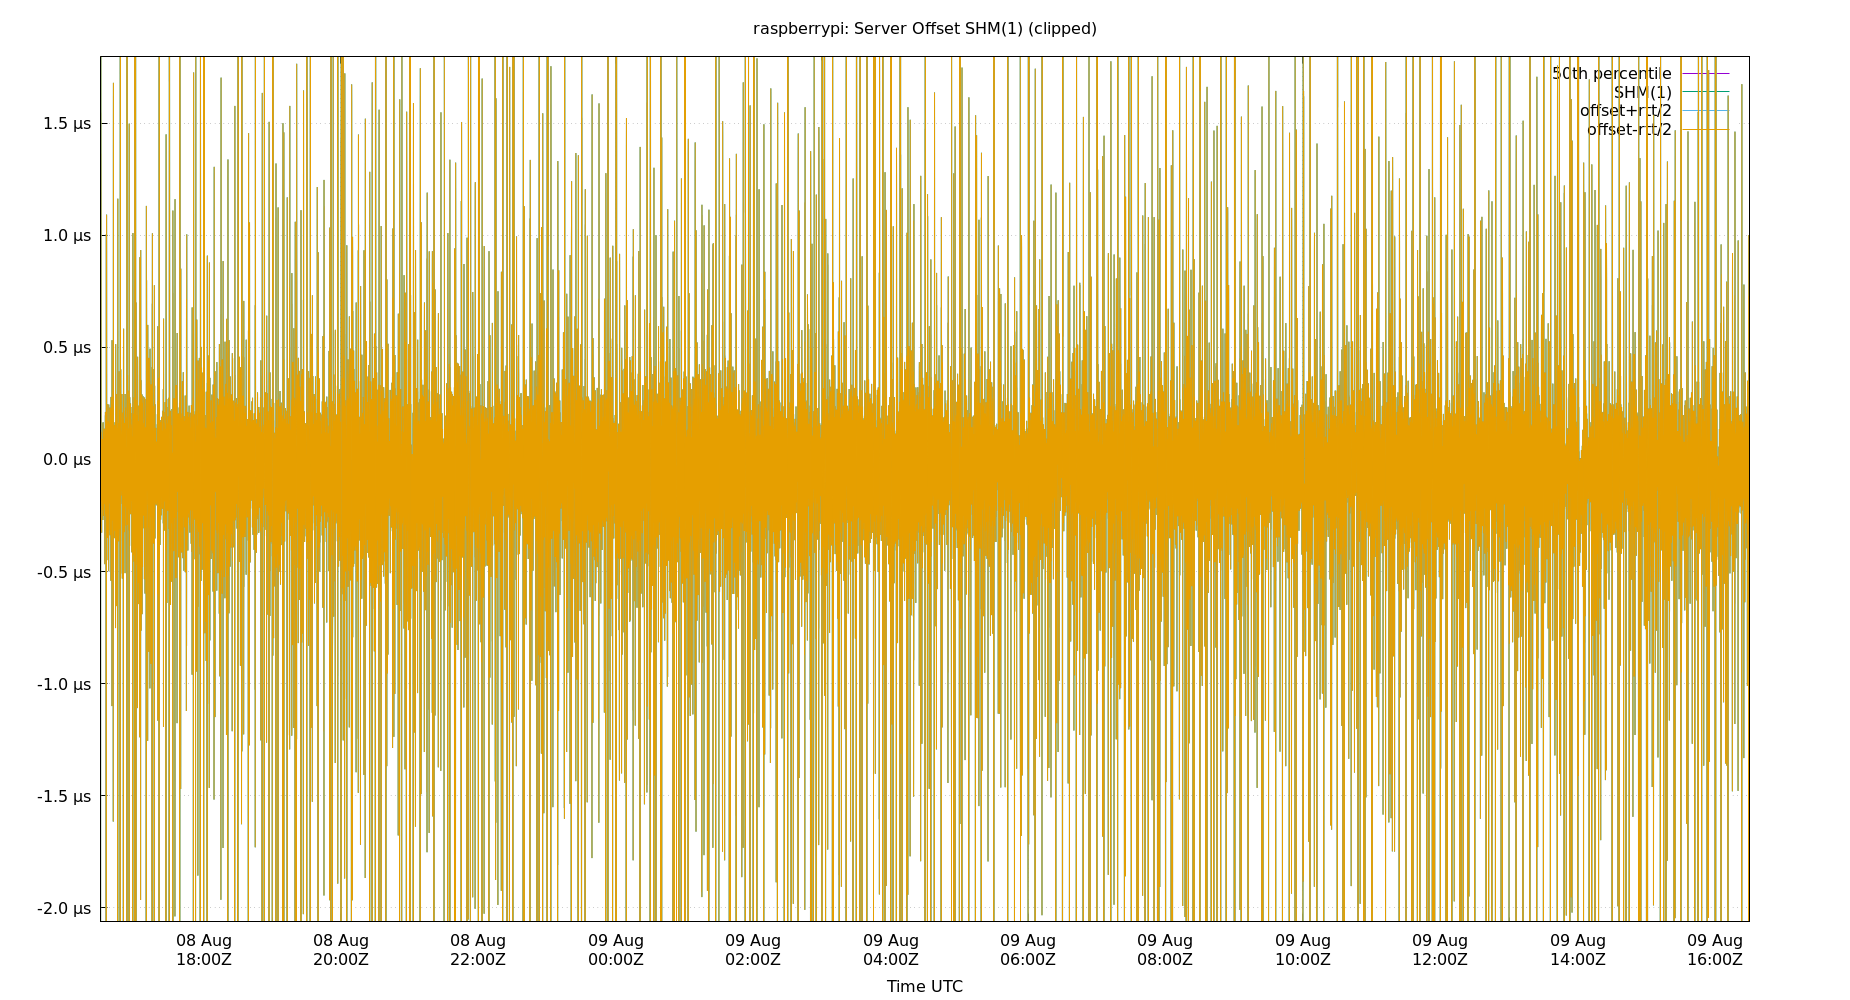 raspberrypi: Server Offset SHM(1) (clipped)
50th percentile
SHM(1)
offset+rtt/2
offset-rtt/2
1.5 µs
1.0 µs
0.5 µs
0.0 µs
-0.5 µs
-1.0 µs
-1.5 µs
-2.0 µs
08 Aug 08 Aug 08 Aug 09 Aug 09 Aug 09 Aug 09 Aug 09 Aug 09 Aug 09 Aug 09 Aug 09 Aug
18:00Z 20:00Z 22:00Z 00:00Z 02:00Z 04:00Z 06:00Z 08:00Z 10:00Z 12:00Z 14:00Z 16:00Z
Time UTC